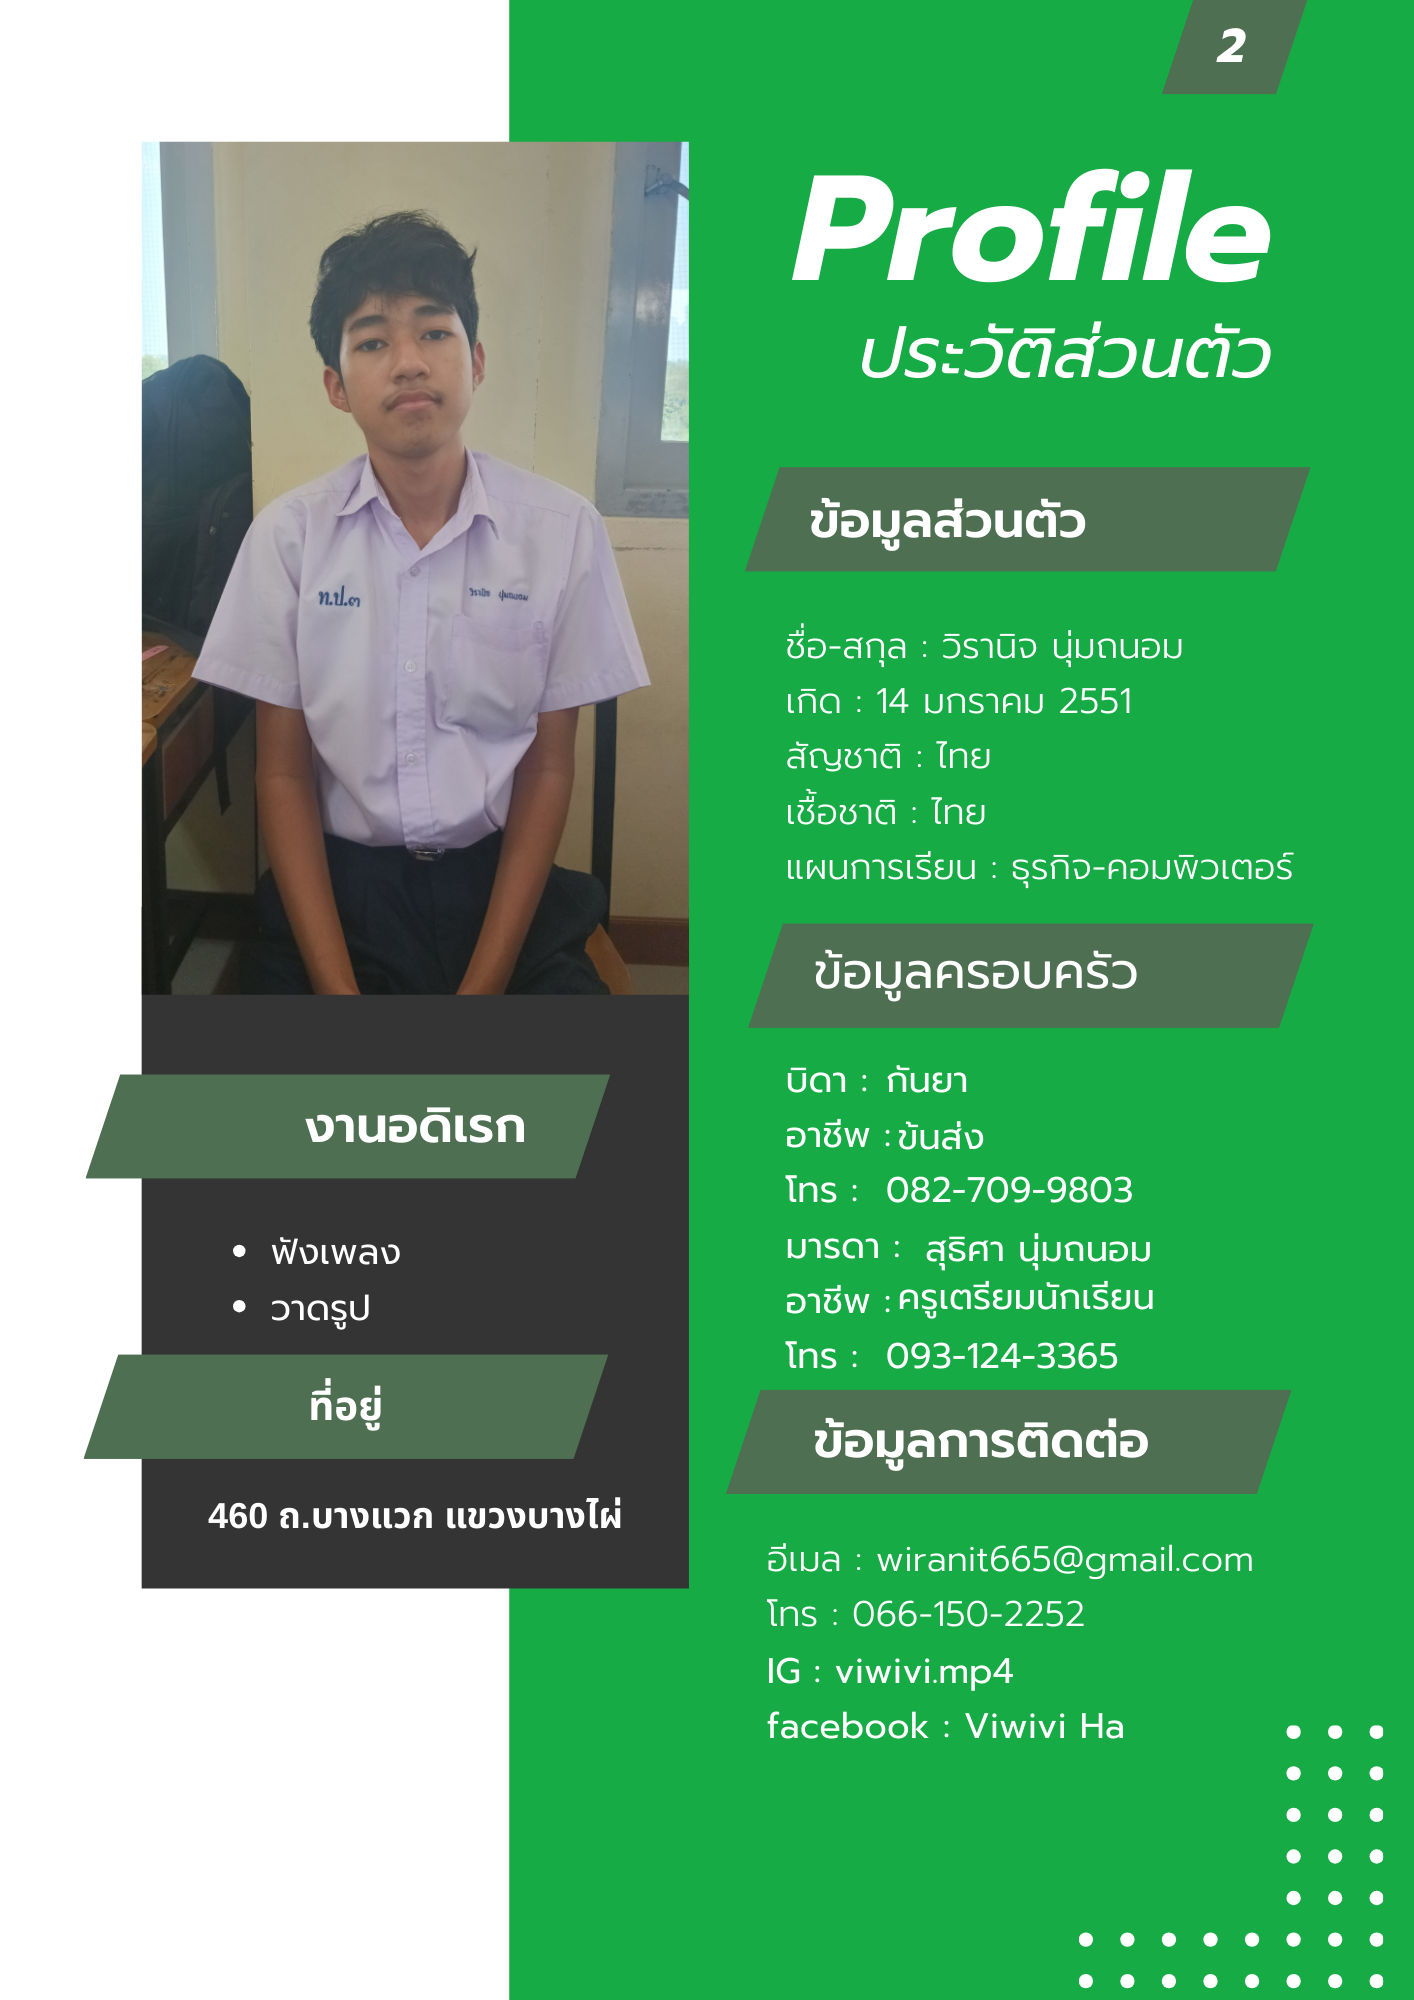 2
Profile
ประวัติส่วนตัว
ท.ป.๓
วิรานิจ นุ่มถนอม
ข้อมูลส่วนตัว
ชื่อ-สกุล : วิรานิจ นุ่มถนอม
เกิด : 14 มกราคม 2551
สัญชาติ : ไทย
เชื้อชาติ : ไทย
แผนการเรียน : ธุรกิจ-คอมพิวเตอร์
ข้อมูลครอบครัว
บิดา : กันยา
อาชีพ : ข้นส่ง
โทร : 082-709-9803
มารดา : สุธิศา นุ่มถนอม
อาชีพ : ครูเตรียมนักเรียน
โทร : 093-124-3365
ข้อมูลการติดต่อ
อีเมล : wiranit665@gmail.com
โทร : 066-150-2252
IG : viwivi.mp4
facebook : Viwivi Ha
งานอดิเรก
• ฟังเพลง
• วาดรูป
ที่อยู่
460 ถ.บางแวก แขวงบางไผ่